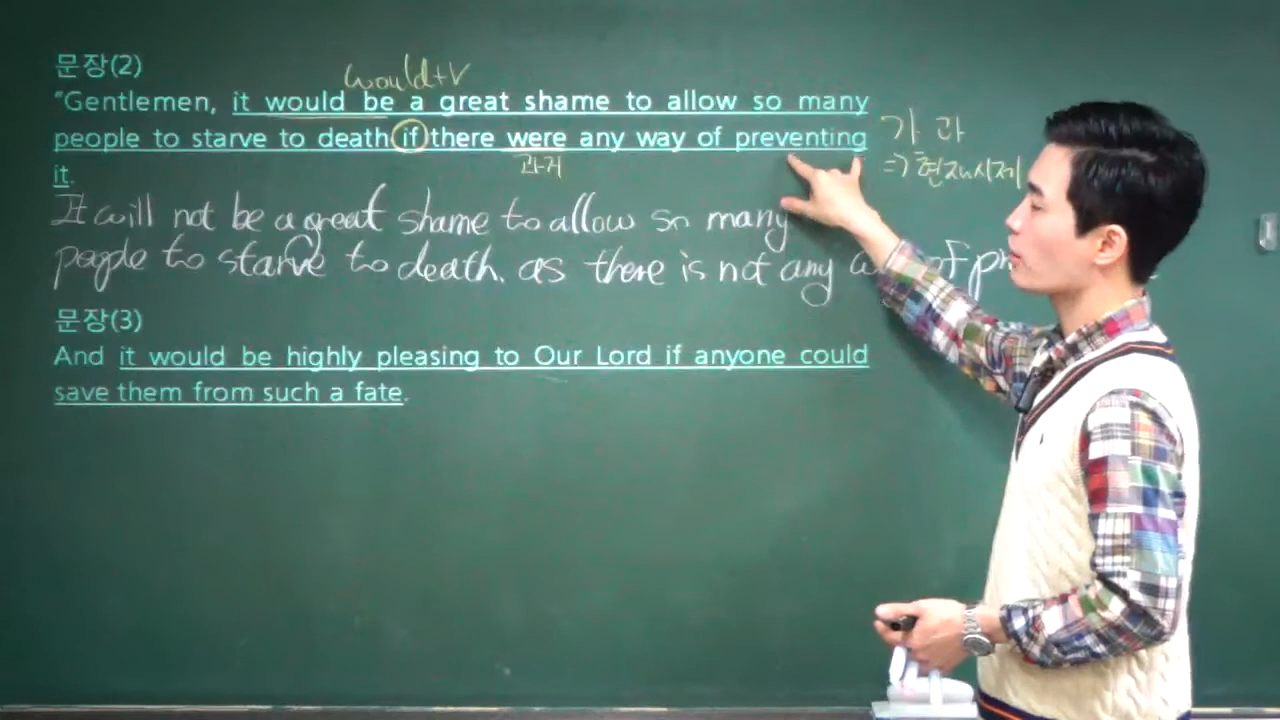 문장(2)
would+V
"Gentlemen, it would be a great shame to allow so many
people to starve to death if there were any way of preventing
it.
과거
가 과
=> 현재시제
It will not be a great shame to allow so many
people to starve to death. as there is not any of
문장(3)
And it would be highly pleasing to Our Lord if anyone could
save them from such a fate.